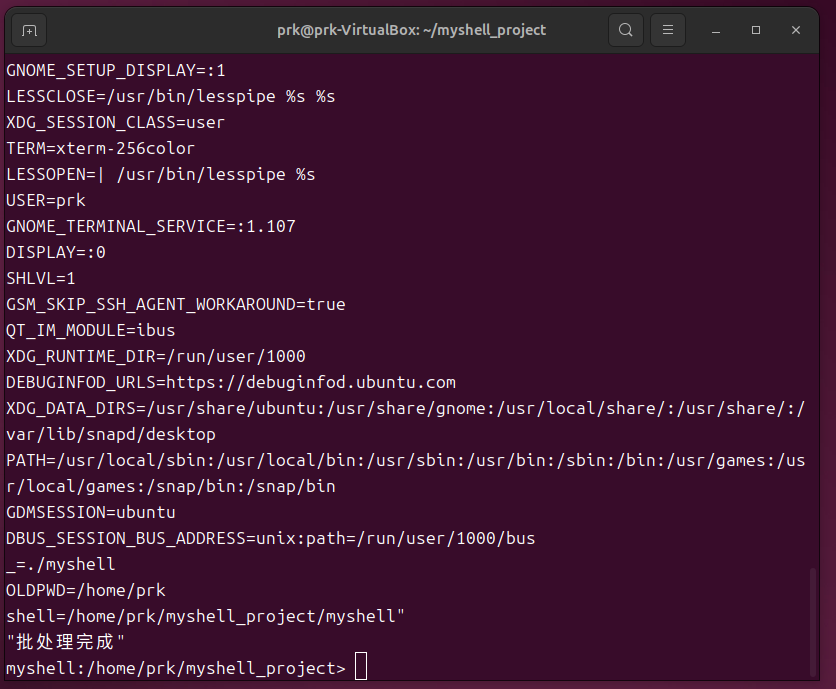 prk@prk-VirtualBox: ~/myshell_project
GNOME_SETUP_DISPLAY=:1
LESSCLOSE=/usr/bin/lesspipe %s %s
XDG_SESSION_CLASS=user
TERM=xterm-256color
LESSOPEN=| /usr/bin/lesspipe %s
USER=prk
GNOME_TERMINAL_SERVICE=:1.107
DISPLAY=:0
SHLVL=1
GSM_SKIP_SSH_AGENT_WORKAROUND=true
QT_IM_MODULE=ibus
XDG_RUNTIME_DIR=/run/user/1000
DEBUGINFOD_URLS=https://debuginfod.ubuntu.com
XDG_DATA_DIRS=/usr/share/ubuntu:/usr/share/gnome:/usr/local/share/:/usr/share/:/
var/lib/snapd/desktop
PATH=/usr/local/sbin:/usr/local/bin:/usr/sbin:/usr/bin:/sbin:/bin:/usr/games:/us
r/local/games:/snap/bin:/snap/bin
GDMSESSION=ubuntu
DBUS_SESSION_BUS_ADDRESS=unix:path=/run/user/1000/bus
_=./myshell
OLDPWD=/home/prk
shell=/home/prk/myshell_project/myshell"
"批处理完成"
myshell:/home/prk/myshell_project>